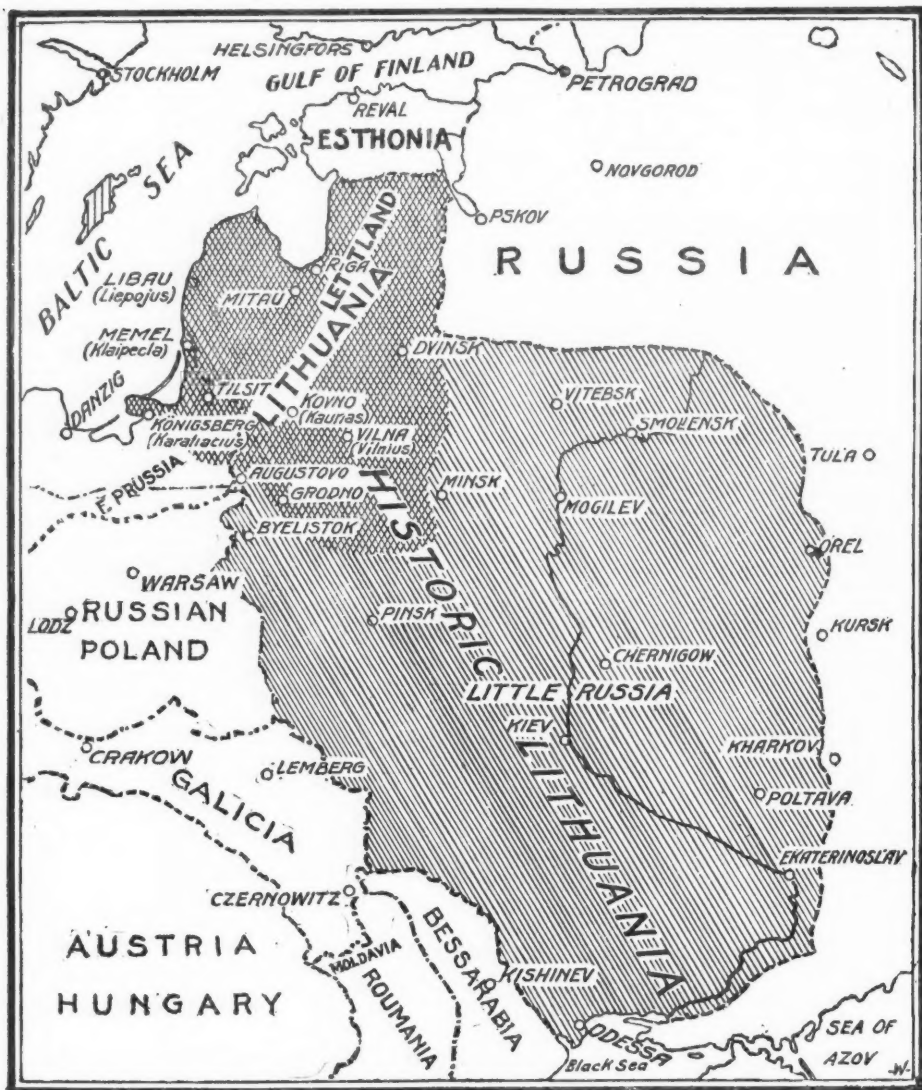 HELSINGFORS
STOCKHOLM
GULF OF FINLAND
PETROGRAD
REVAL
ESTHONIA
NOVGOROD
BALTIC SEA
PSKOV
RUSSIA
RIGA
LETTLAND
LITHUANIA
LIBAU
(Liepojus)
MITAU
MEMEL
(Klaipecia)
DVINSK
TILSIT
DANZIG
KOVNO
(Kaunas)
VITEBSK
KÖNIGSBERG
(Karaliacius)
VILNA
(Vilnius)
SMOLENSK
TULA
E. PRUSSIA
AUGUSTOVO
GRODNO
MINSK
MOGILEV
BYELISTOK
OREL
HISTORIC LITHUANIA
WARSAW
LODZ
RUSSIAN
POLAND
PINSK
KURSK
CHERNIGOW
LITTLE RUSSIA
KIEV
KHARKOV
CRAKOW
LEMBERG
GALICIA
POLTAVA
EKATERINOSLAV
CZERNOWITZ
AUSTRIA
HUNGARY
MOLDAVIA
ROUMANIA
BESSARABIA
KISHINEV
ODESSA
Black Sea
SEA OF
AZOV
-W-